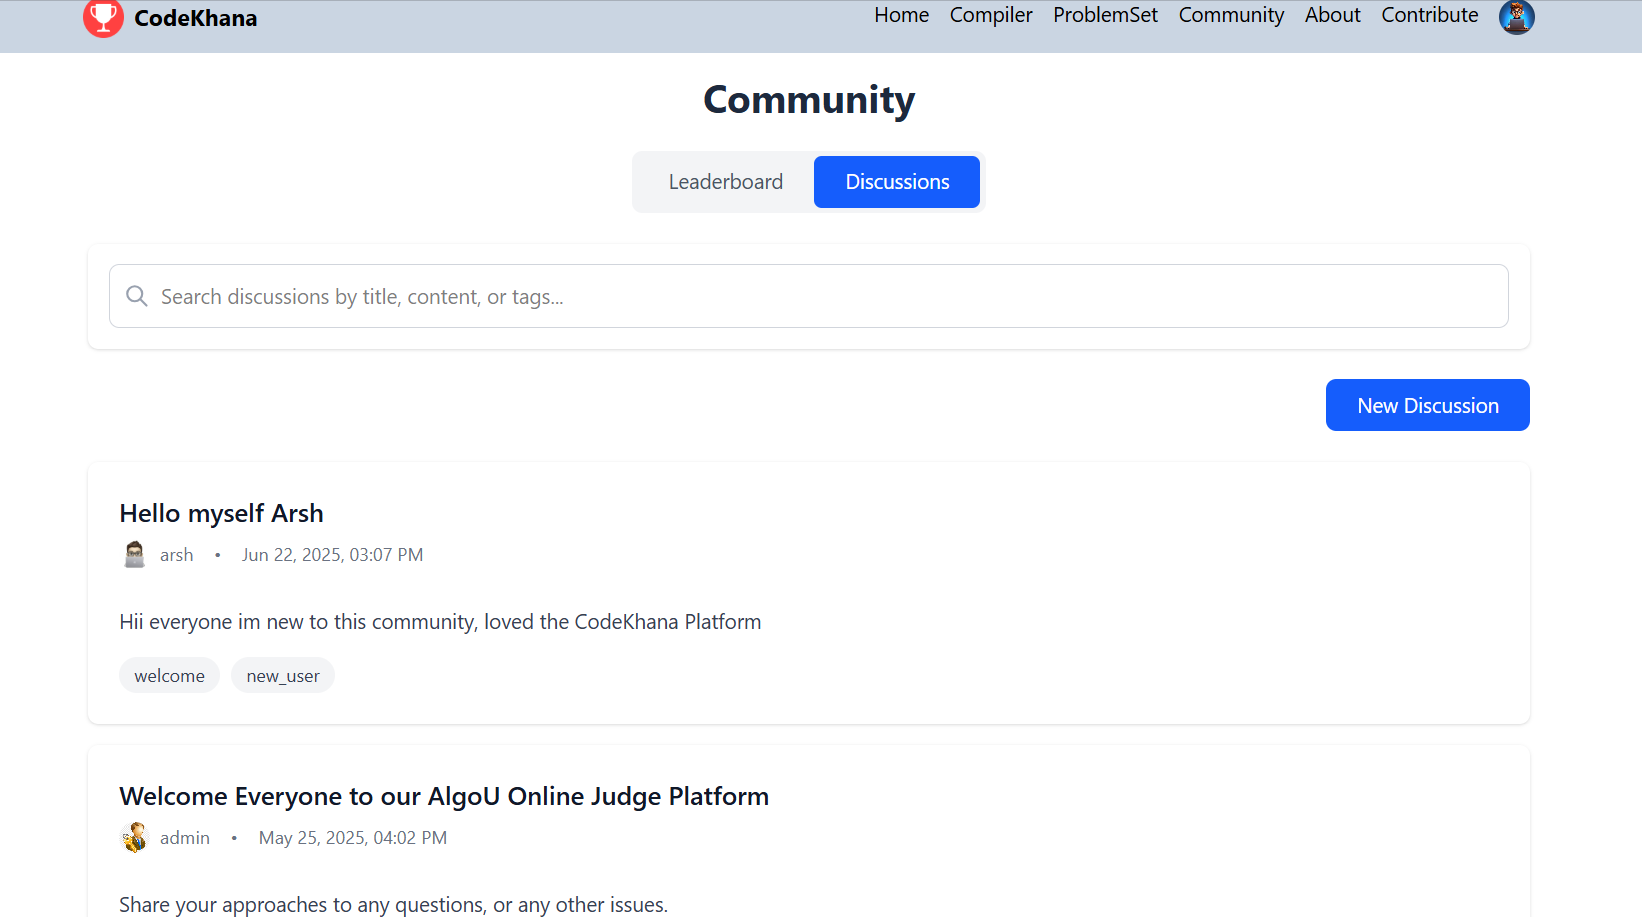 CodeKhana
Home Compiler ProblemSet Community About Contribute
Community
Leaderboard Discussions
Search discussions by title, content, or tags...
New Discussion
Hello myself Arsh
arsh • Jun 22, 2025, 03:07 PM
Hii everyone im new to this community, loved the CodeKhana Platform
welcome new_user
Welcome Everyone to our AlgoU Online Judge Platform
admin • May 25, 2025, 04:02 PM
Share your approaches to any questions, or any other issues.